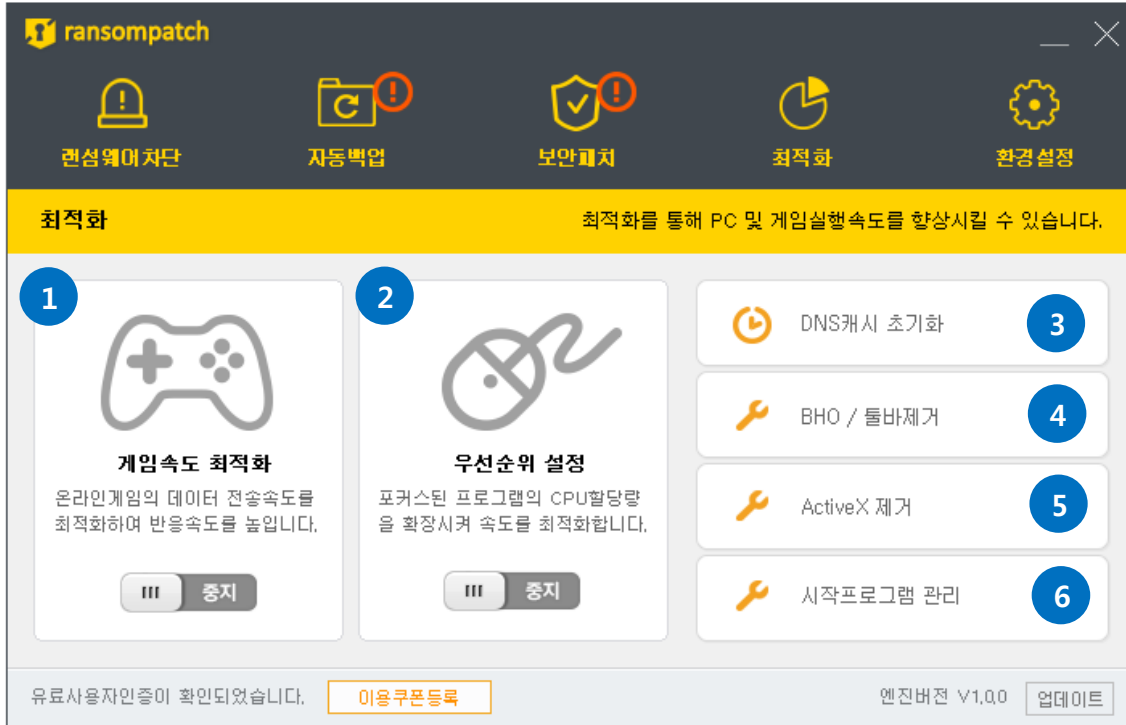 ransompatch
랜섬웨어차단
자동백업
보안패치
최적화
환경설정
최적화
최적화를 통해 PC 및 게임실행속도를 향상시킬 수 있습니다.
1
게임속도 최적화
온라인게임의 데이터 전송속도를
최적화하여 반응속도를 높입니다.
중지
2
우선순위 설정
포커스된 프로그램의 CPU할당량
을 확장시켜 속도를 최적화합니다.
중지
DNS캐시 초기화 3
BHO / 툴바제거 4
ActiveX 제거 5
시작프로그램 관리 6
유료사용자인증이 확인되었습니다.
이용쿠폰등록
엔진버전 V1.0.0
업데이트